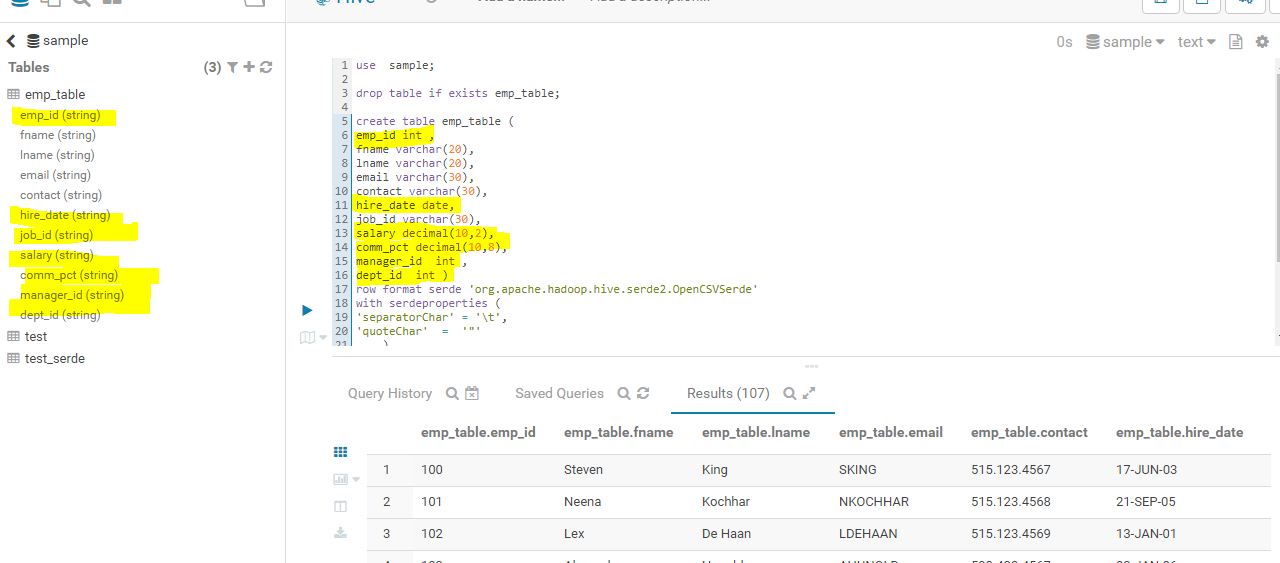 Hive
sample
0s sample text
Tables (3)
emp_table
emp_id (string)
fname (string)
lname (string)
email (string)
contact (string)
hire_date (string)
job_id (string)
salary (string)
comm_pct (string)
manager_id (string)
dept_id (string)
test
test_serde
1 use  sample;
2
3 drop table if exists emp_table;
4
5 create table emp_table (
6 emp_id int ,
7 fname varchar(20),
8 lname varchar(20),
9 email varchar(30),
10 contact varchar(30),
11 hire_date date,
12 job_id varchar(30),
13 salary decimal(10,2),
14 comm_pct decimal(10,8),
15 manager_id  int ,
16 dept_id  int )
17 row format serde 'org.apache.hadoop.hive.serde2.OpenCSVSerde'
18 with serdeproperties (
19 'separatorChar' = '\t',
20 'quoteChar'  =  '"'
21 )
Query History Saved Queries Results (107)
emp_table.emp_id emp_table.fname emp_table.lname emp_table.email emp_table.contact emp_table.hire_date
1 100 Steven King SKING 515.123.4567 17-JUN-03
2 101 Neena Kochhar NKOCHHAR 515.123.4568 21-SEP-05
3 102 Lex De Haan LDEHAAN 515.123.4569 13-JAN-01